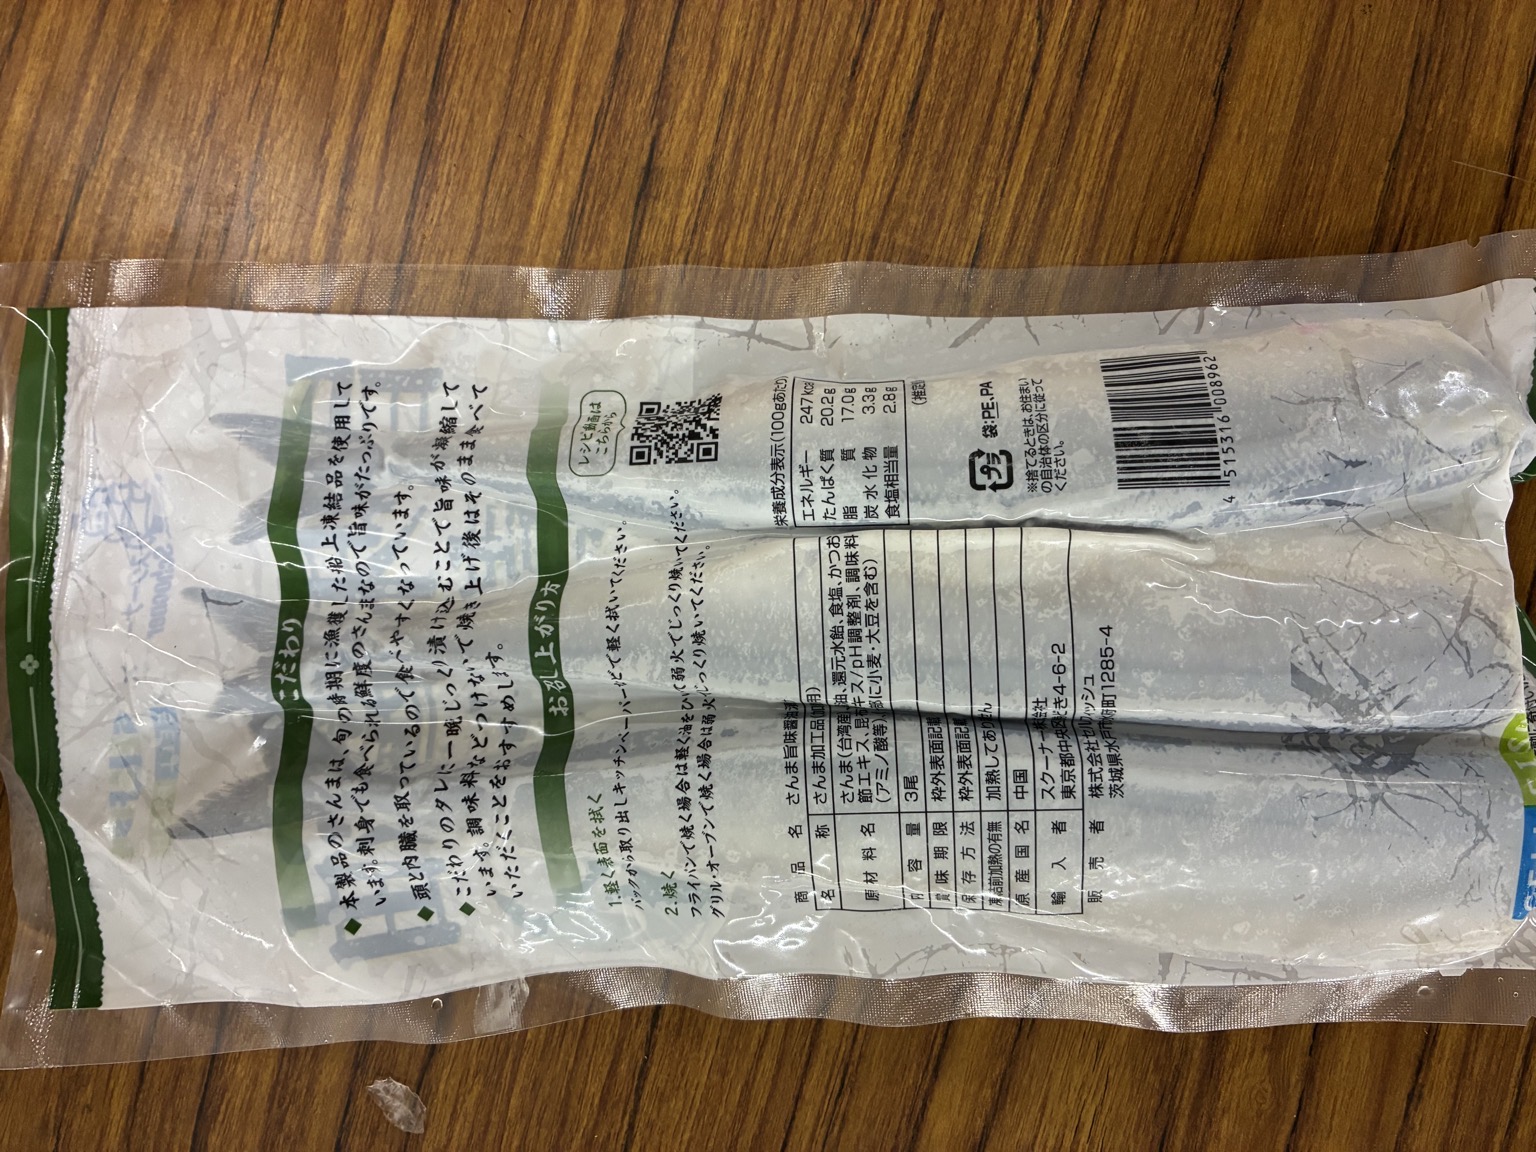 こだわり
◆本製品のさんまは、旬の時期に漁獲した船上凍結品を使用して
います。刺身でも食べられる鮮度のさんまなので旨味がたっぷりです。
◆頭と内臓を取っているので食べやすくなっています。
◆こだわりのタレに一晩じっくり漬け込むことで旨味が凝縮して
います。調味料などつけないで焼き上げ後はそのまま食べて
いただくことをおすすめします。
お召し上がり方
1.軽く表面を拭く
パックから取り出しキッチンペーパーなどで軽く拭いてください。
2.焼く
フライパンで焼く場合は軽く油をひいて弱火でじっくり焼いてください。
グリル・オーブンで焼く場合は弱火でじっくり焼いてください。
レシピ動画は
こちらから
商品名 さんま旨味醤油
名称 さんま加工品
原材料名 さんま(台湾産)、還元水飴、食塩、かつお
節エキス、昆布エキス/pH調整剤、調味料
(アミノ酸等)、(一部に小麦・大豆を含む)
内容量 3尾
賞味期限 枠外表面記載
保存方法 枠外表面記載
凍結前加熱の有無 加熱してありません
原産国名 中国
輸入者 スクーナー株式会社
東京都中央区4-6-2
販売者 株式会社セルカッシュ
茨城県水戸市町1285-4
栄養成分表示(100gあたり)
エネルギー 247kcal
たんぱく質 20.2g
脂質 17.0g
炭水化物 3.3g
食塩相当量 2.8g
プラ
袋:PE,PA
※捨てるときは、お住まい
の自治体の区分に従って
ください。
4 515316 008962